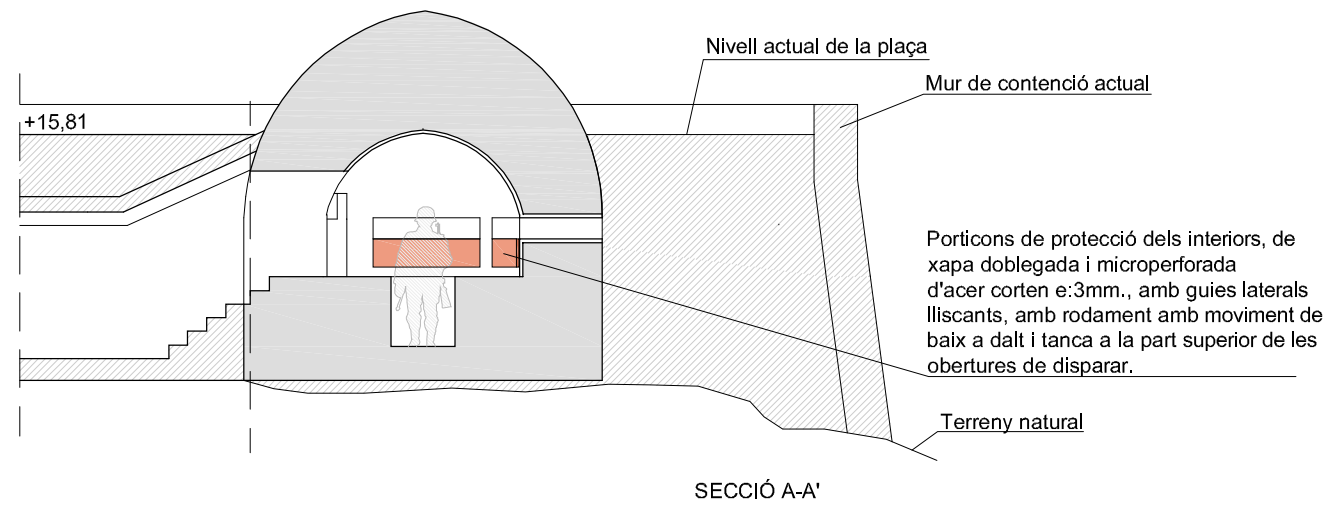 Nivell actual de la plaça
Mur de contenció actual
+15,81
Porticons de protecció dels interiors, de
xapa doblegada i microperforada
d'acer corten e:3mm., amb guies laterals
lliscants, amb rodament amb moviment de
baix a dalt i tanca a la part superior de les
obertures de disparar.
Terreny natural
SECCIÓ A-A'